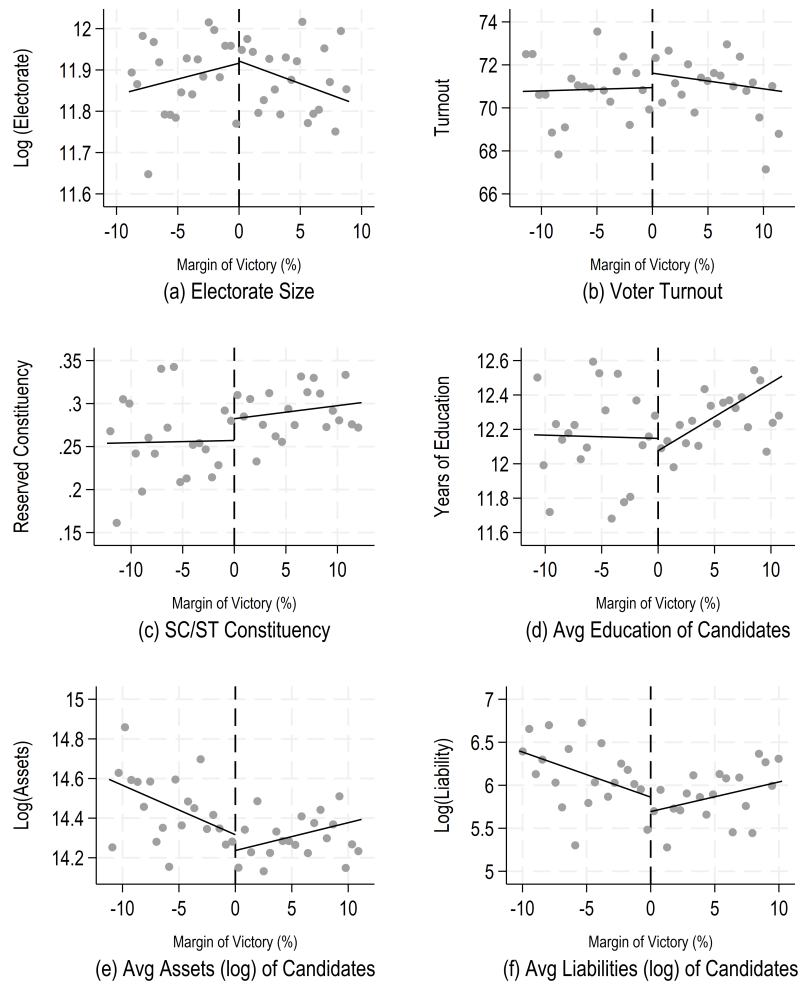 Log (Electorate)
12
11.9
11.8
11.7
11.6
-10 -5 0 5 10
Margin of Victory (%)
(a) Electorate Size
Turnout
74
72
70
68
66
-10 -5 0 5 10
Margin of Victory (%)
(b) Voter Turnout
Reserved Constituency
.35
.3
.25
.2
.15
-10 -5 0 5 10
Margin of Victory (%)
(c) SC/ST Constituency
Years of Education
12.6
12.4
12.2
12
11.8
11.6
-10 -5 0 5 10
Margin of Victory (%)
(d) Avg Education of Candidates
Log(Assets)
15
14.8
14.6
14.4
14.2
-10 -5 0 5 10
Margin of Victory (%)
(e) Avg Assets (log) of Candidates
Log(Liability)
7
6.5
6
5.5
5
-10 -5 0 5 10
Margin of Victory (%)
(f) Avg Liabilities (log) of Candidates